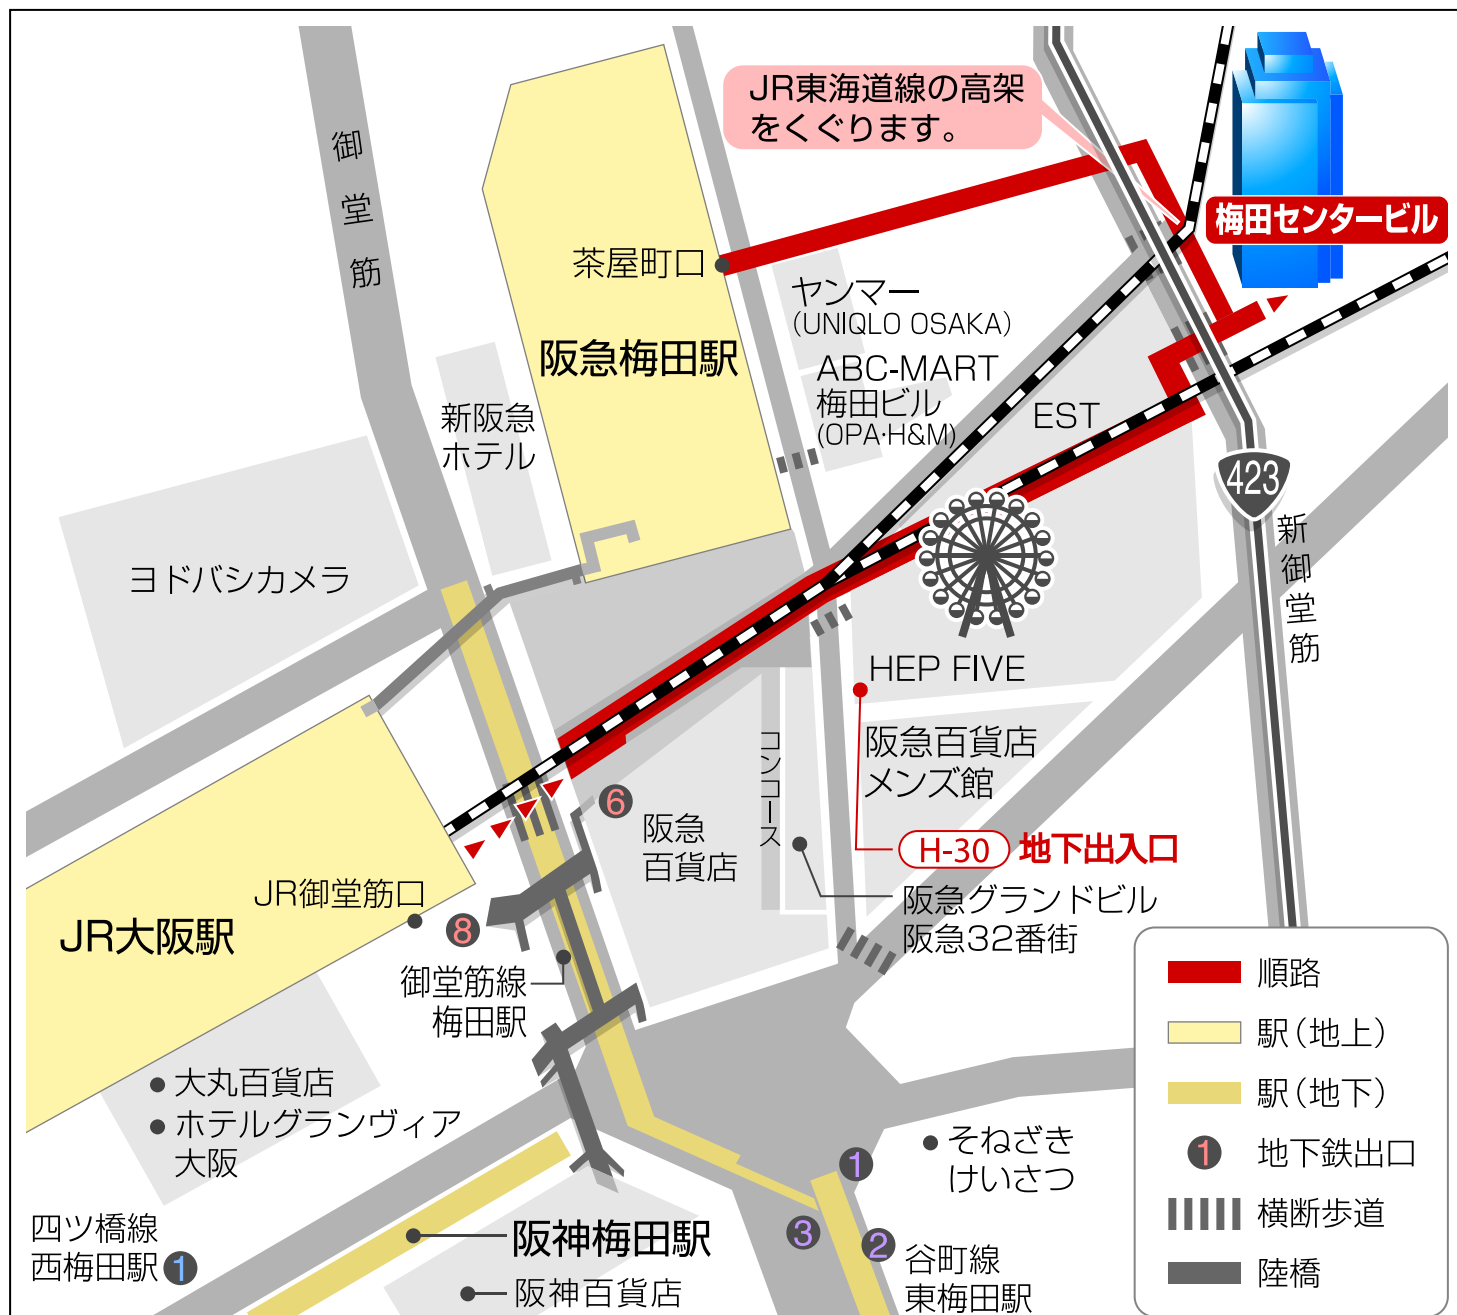 JR東海道線の高架
をくぐります。
御堂筋
梅田センタービル
茶屋町口
ヤンマー
(UNIQLO OSAKA)
阪急梅田駅
ABC-MART
梅田ビル
(OPA·H&M)
EST
新阪急
ホテル
423
新御堂筋
ヨドバシカメラ
HEP FIVE
コンコース
阪急百貨店
メンズ館
6
阪急
百貨店
H-30 地下出入口
JR御堂筋口
阪急グランドビル
阪急32番街
JR大阪駅
8
御堂筋線
梅田駅
順路
駅(地上)
大丸百貨店
ホテルグランヴィア
大阪
駅(地下)
そねざき
けいさつ
1
1 地下鉄出口
横断歩道
四ツ橋線
西梅田駅 1
阪神梅田駅
3
2
谷町線
東梅田駅
陸橋
阪神百貨店